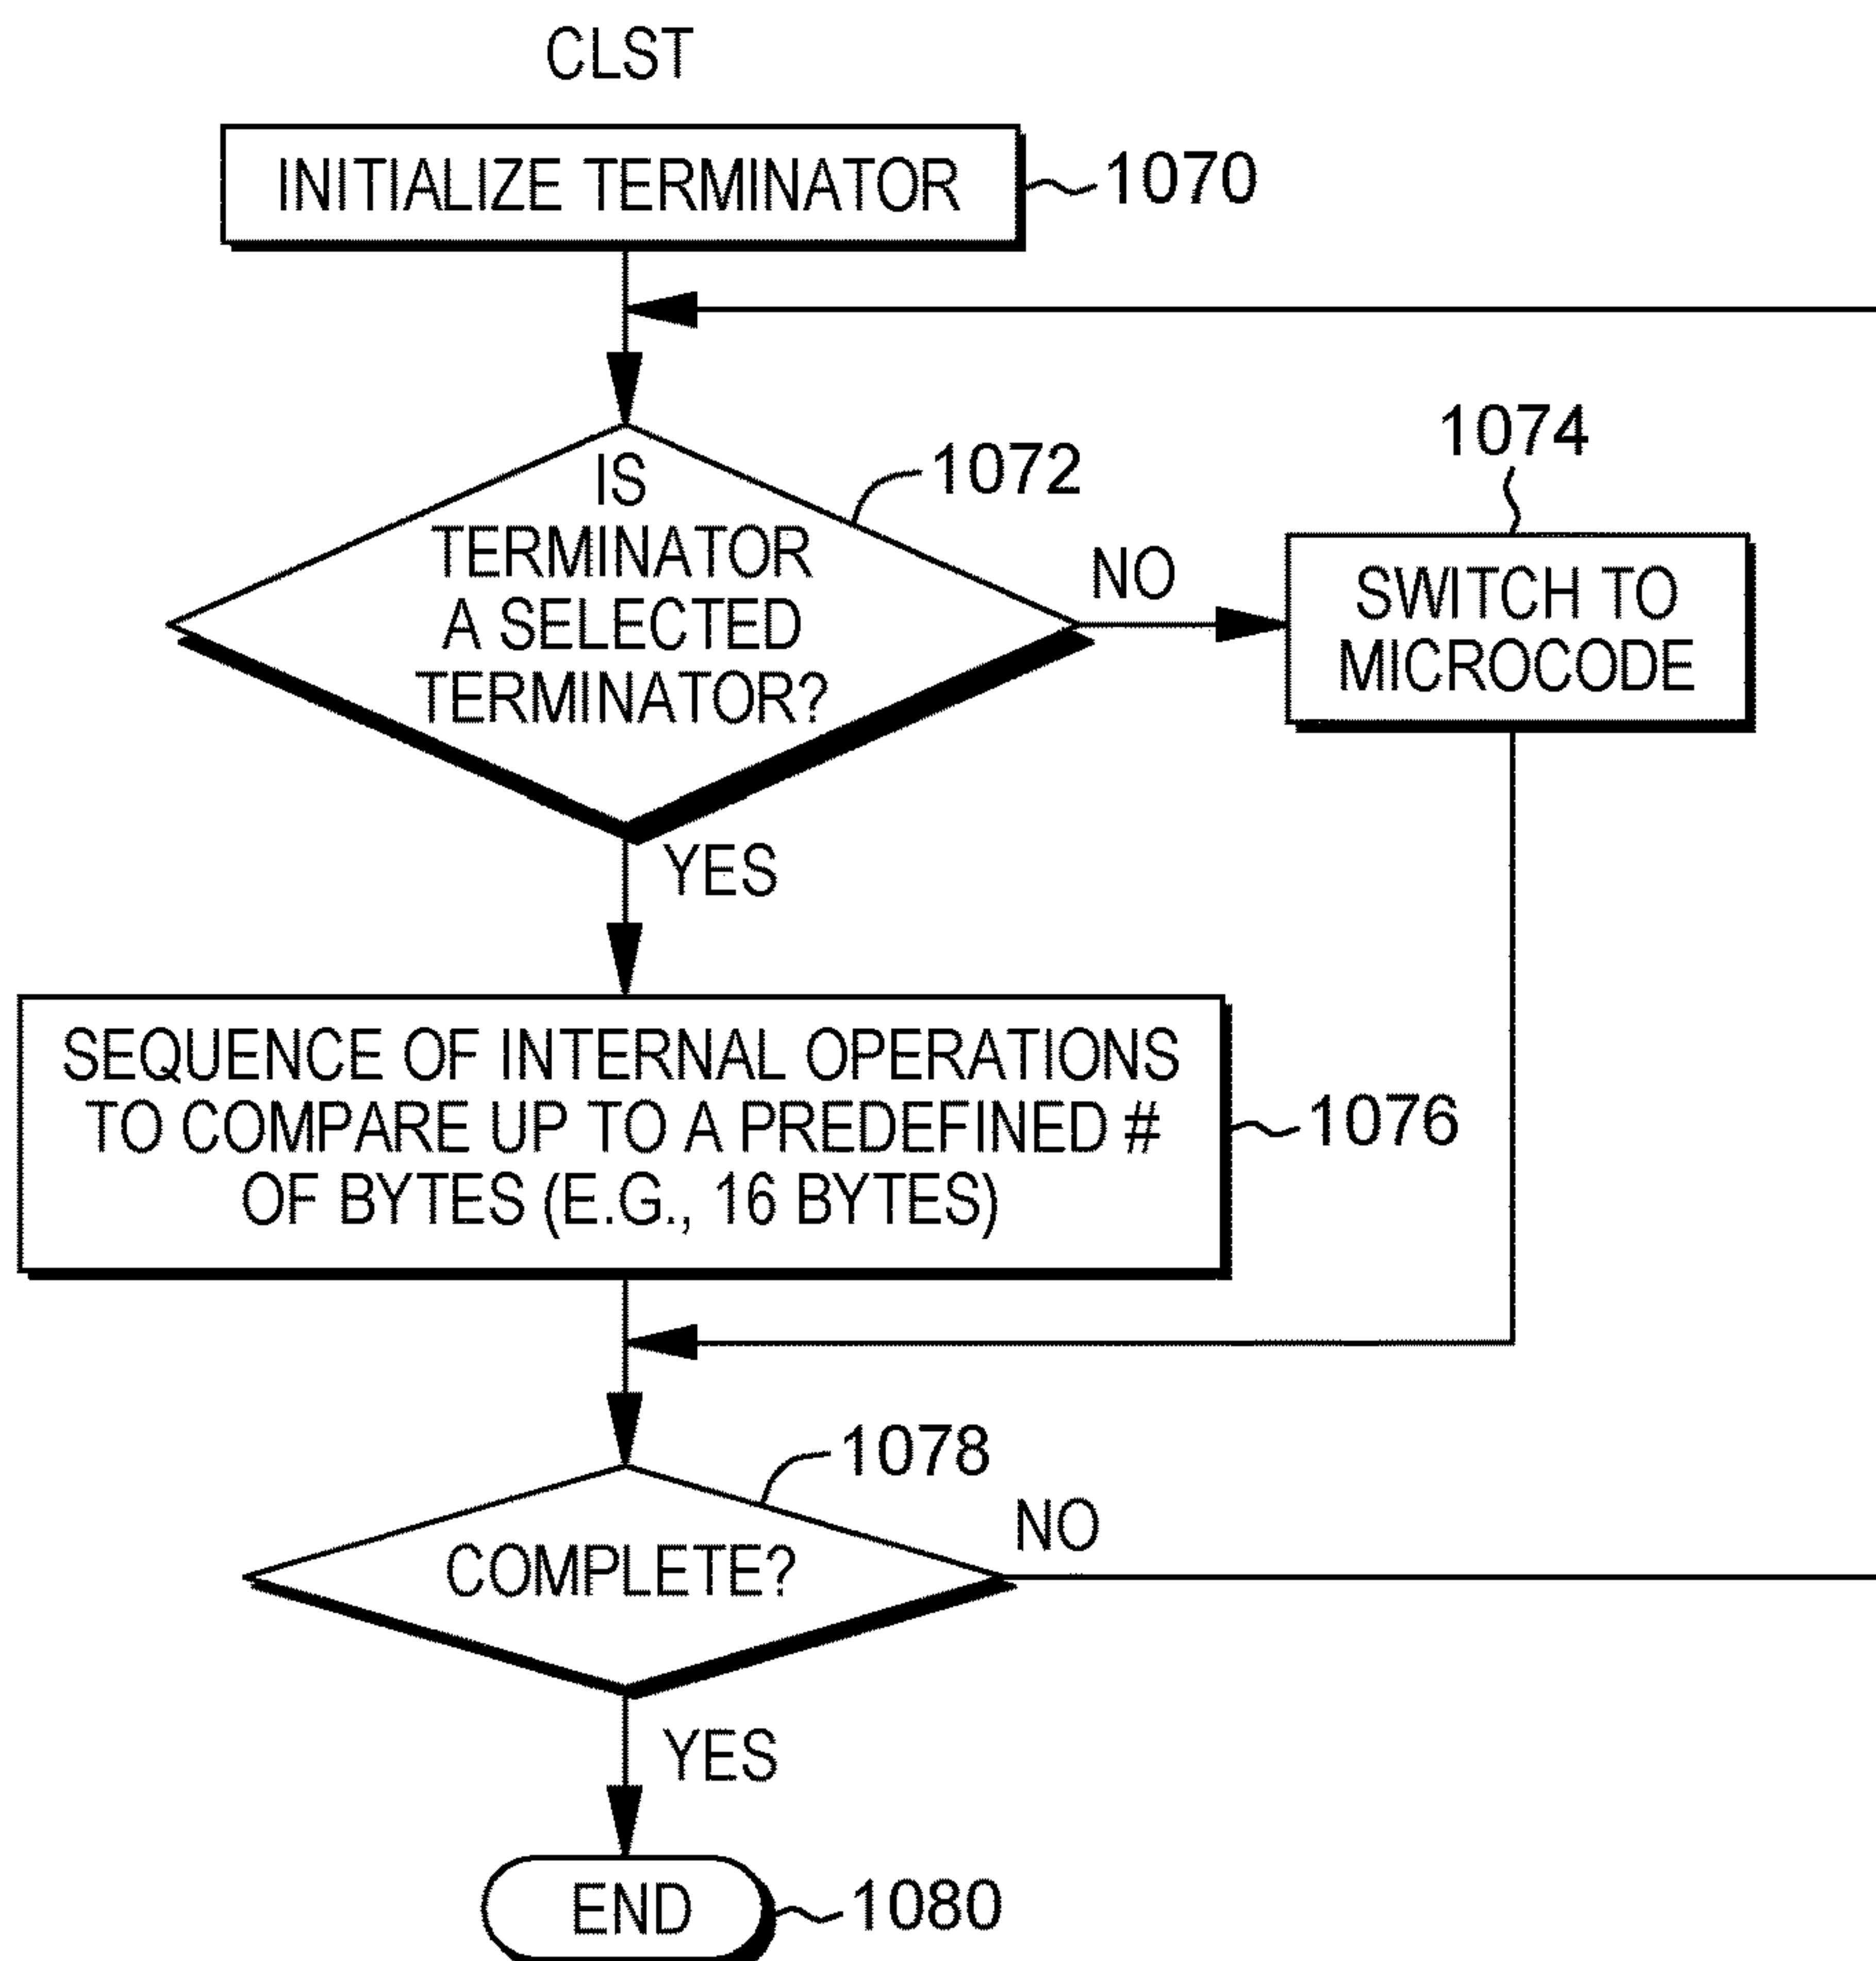 CLST
INITIALIZE TERMINATOR
1070
IS
TERMINATOR
A SELECTED
TERMINATOR?
1072
NO
1074
SWITCH TO
MICROCODE
YES
SEQUENCE OF INTERNAL OPERATIONS
TO COMPARE UP TO A PREDEFINED #
OF BYTES (E.G., 16 BYTES)
1076
1078
COMPLETE?
NO
YES
END
1080